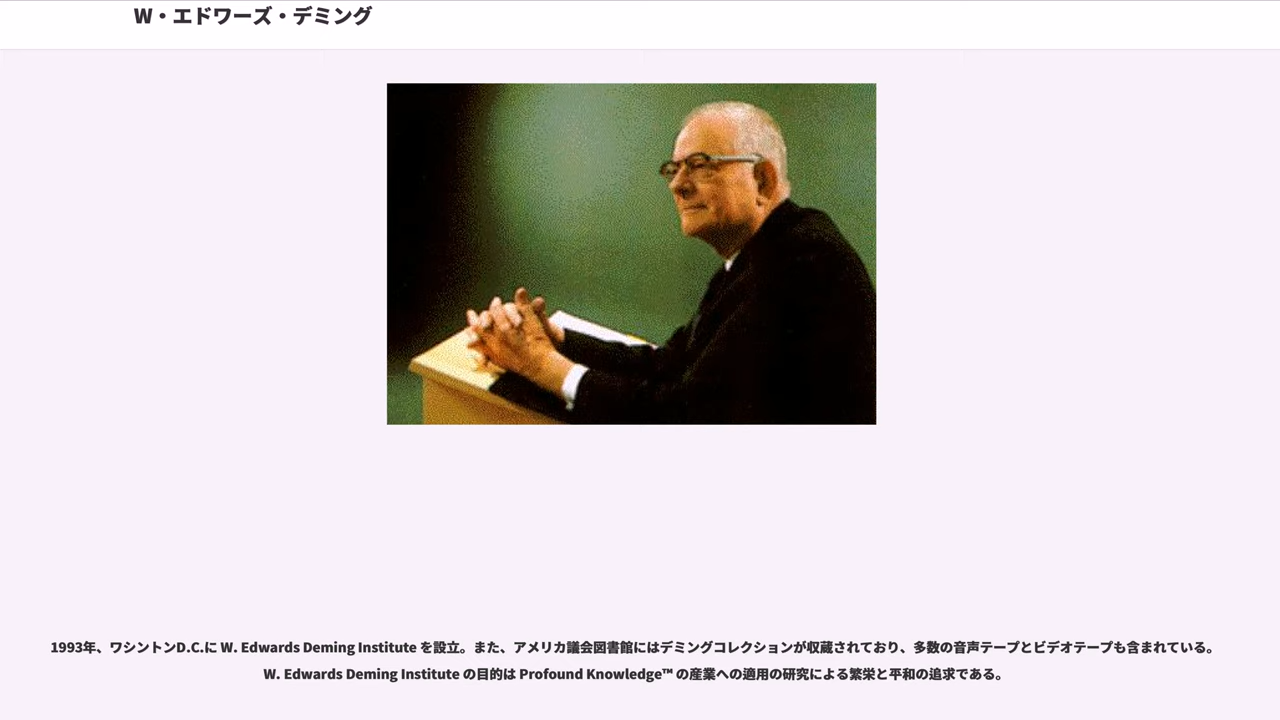 W・エドワーズ・デミング
1993年、ワシントンD.C.に W. Edwards Deming Institute を設立。また、アメリカ議会図書館にはデミングコレクションが収蔵されており、多数の音声テープとビデオテープも含まれている。
W. Edwards Deming Institute の目的は Profound Knowledge™ の産業への適用の研究による繁栄と平和の追求である。